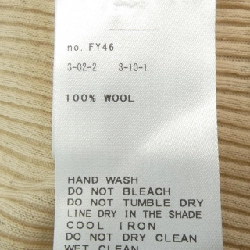 no. FY46
3-02-2 3-13-1
100% WOOL
HAND WASH
DO NOT BLEACH
DO NOT TUMBLE DRY
LINE DRY IN THE SHADE
COOL IRON
DO NOT DRY CLEAN
WET CLEAN